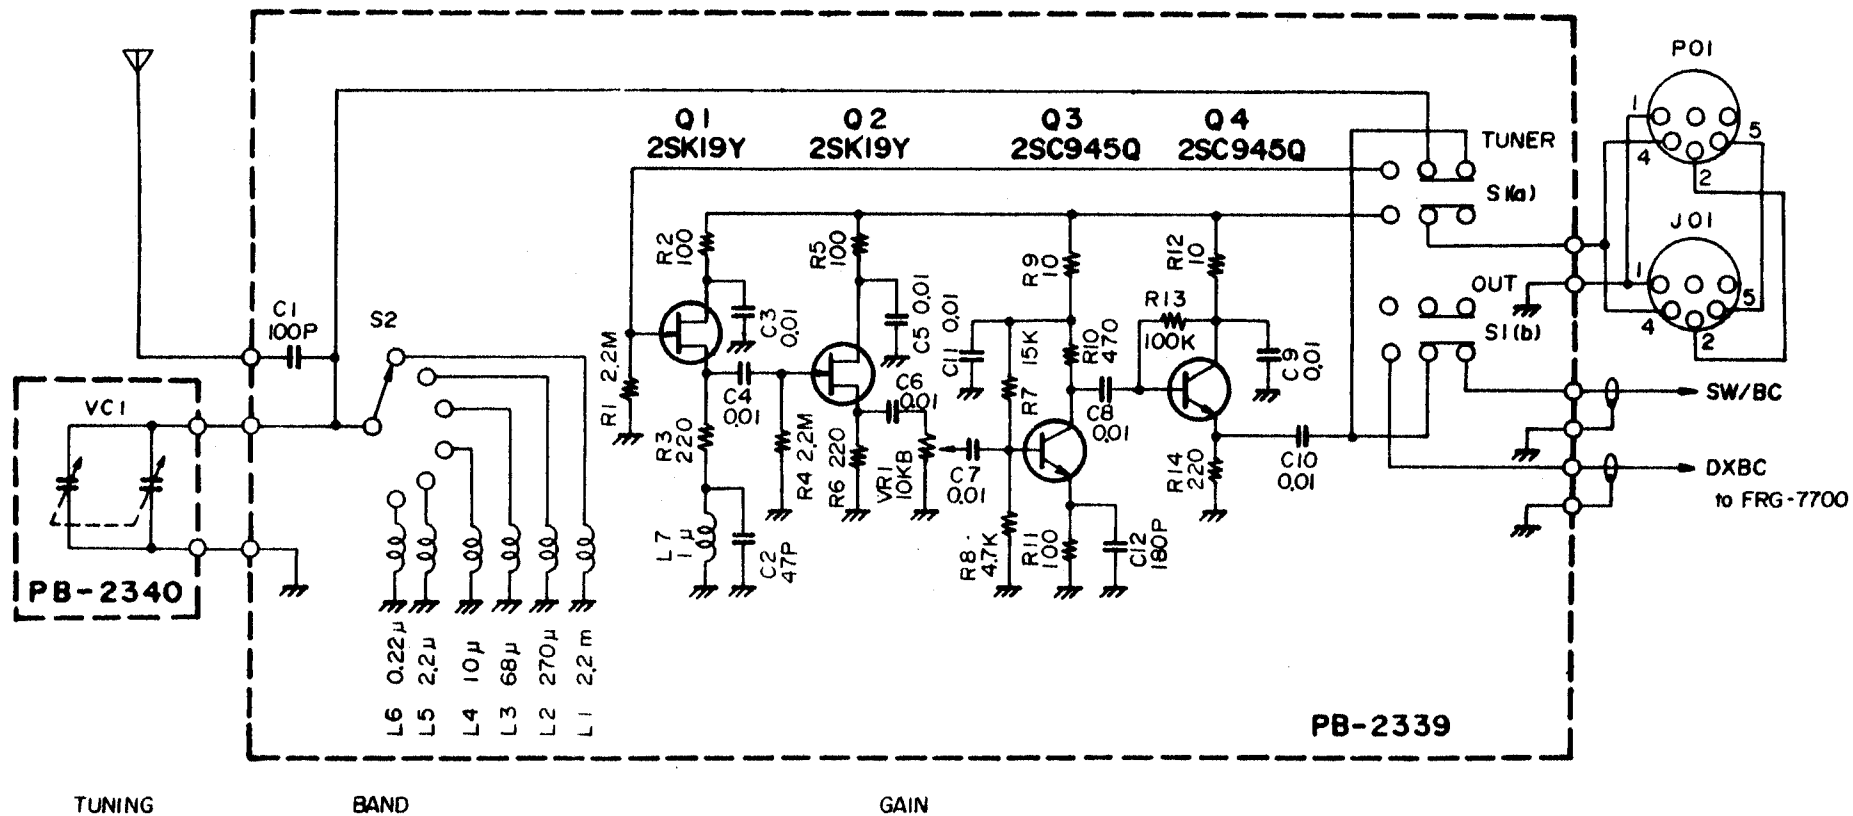 P01
1
5
4
2
Q1
2SK19Y
Q2
2SK19Y
Q3
2SC945Q
Q4
2SC945Q
TUNER
S1(a)
J01
1
5
4
2
OUT
S1(b)
SW/BC
DXBC
to FRG-7700
C1
100P
S2
VC1
PB-2340
R1 2.2M
R2
100
C3
0.01
C4
0.01
R3
220
L7
1μ
C2
47P
R4 2.2M
R5
100
C5 0.01
C6
0.01
R6 220
VR1
10KB
C7
0.01
C11 0.01
R7 15K
R8
4.7K
R9
10
R10
470
R11
100
C12
180P
C8
0.01
R12
10
R13
100K
C9
0.01
R14
220
C10
0.01
L6 0.22μ
L5 2.2μ
L4 10μ
L3 68μ
L2 270μ
L1 2.2m
PB-2339
TUNING
BAND
GAIN